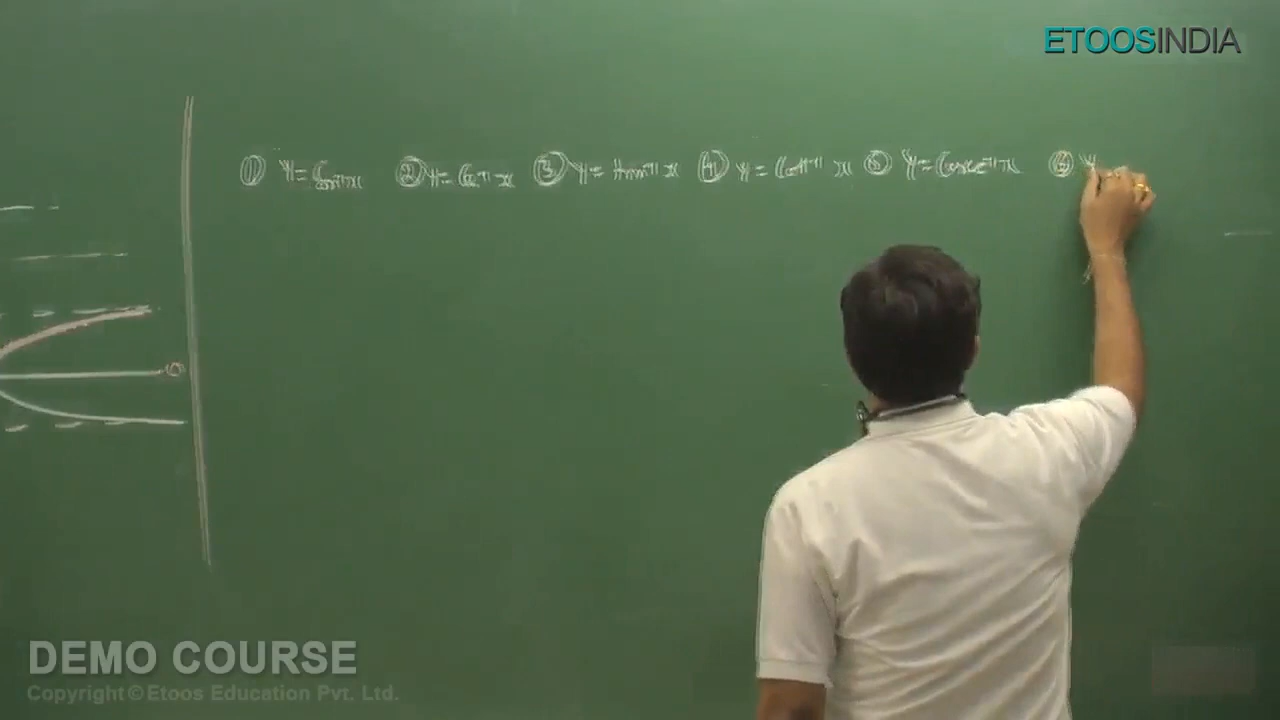 ETOOSINDIA
① y = Sin⁻¹x ② y = Cos⁻¹x ③ y = tan⁻¹x ④ y = Cot⁻¹x ⑤ y = Cosec⁻¹x ⑥ y
DEMO COURSE
Copyright © Etoos Education Pvt. Ltd.